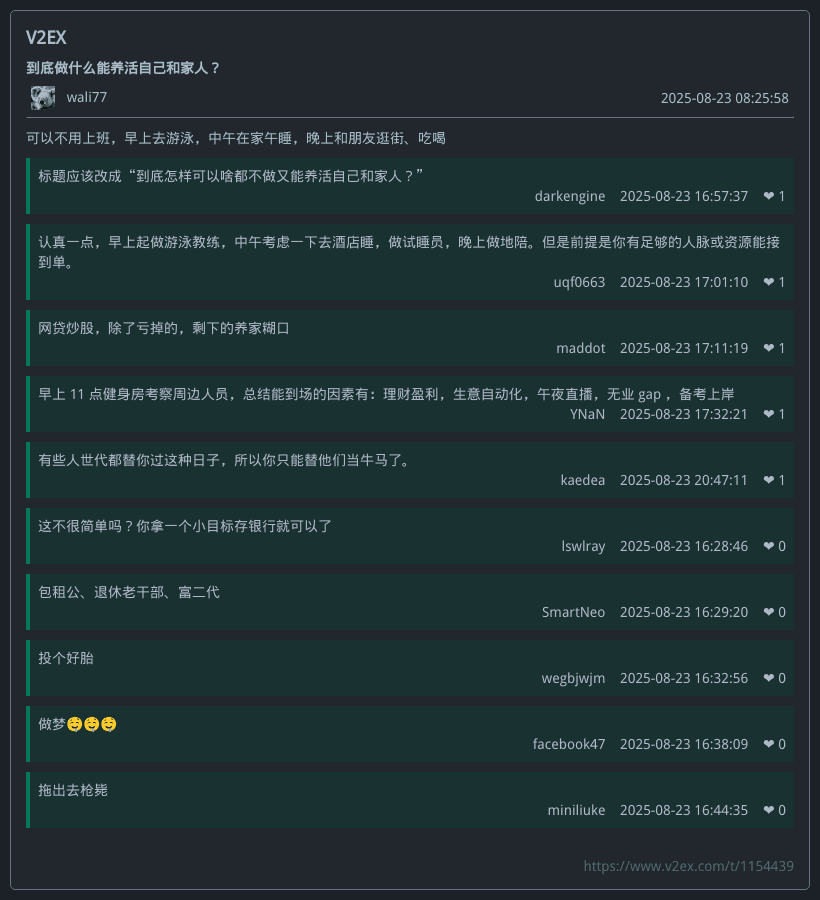 V2EX
到底做什么能养活自己和家人？
wali77 2025-08-23 08:25:58
可以不用上班，早上去游泳，中午在家午睡，晚上和朋友逛街、吃喝
标题应该改成“到底怎样可以啥都不做又能养活自己和家人？”
darkengine 2025-08-23 16:57:37 ❤ 1
认真一点，早上起做游泳教练，中午考虑一下去酒店睡，做试睡员，晚上做地陪。但是前提是你有足够的人脉或资源能接
到单。
uqf0663 2025-08-23 17:01:10 ❤ 1
网贷炒股，除了亏掉的，剩下的养家糊口
maddot 2025-08-23 17:11:19 ❤ 1
早上 11 点健身房考察周边人员，总结能到场的因素有：理财盈利，生意自动化，午夜直播，无业 gap ，备考上岸
YNaN 2025-08-23 17:32:21 ❤ 1
有些人世代都替你过这种日子，所以你只能替他们当牛马了。
kaedea 2025-08-23 20:47:11 ❤ 1
这不很简单吗？你拿一个小目标存银行就可以了
lswlray 2025-08-23 16:28:46 ❤ 0
包租公、退休老干部、富二代
SmartNeo 2025-08-23 16:29:20 ❤ 0
投个好胎
wegbjwjm 2025-08-23 16:32:56 ❤ 0
做梦🤤🤤🤤
facebook47 2025-08-23 16:38:09 ❤ 0
拖出去枪毙
miniliuke 2025-08-23 16:44:35 ❤ 0
https://www.v2ex.com/t/1154439